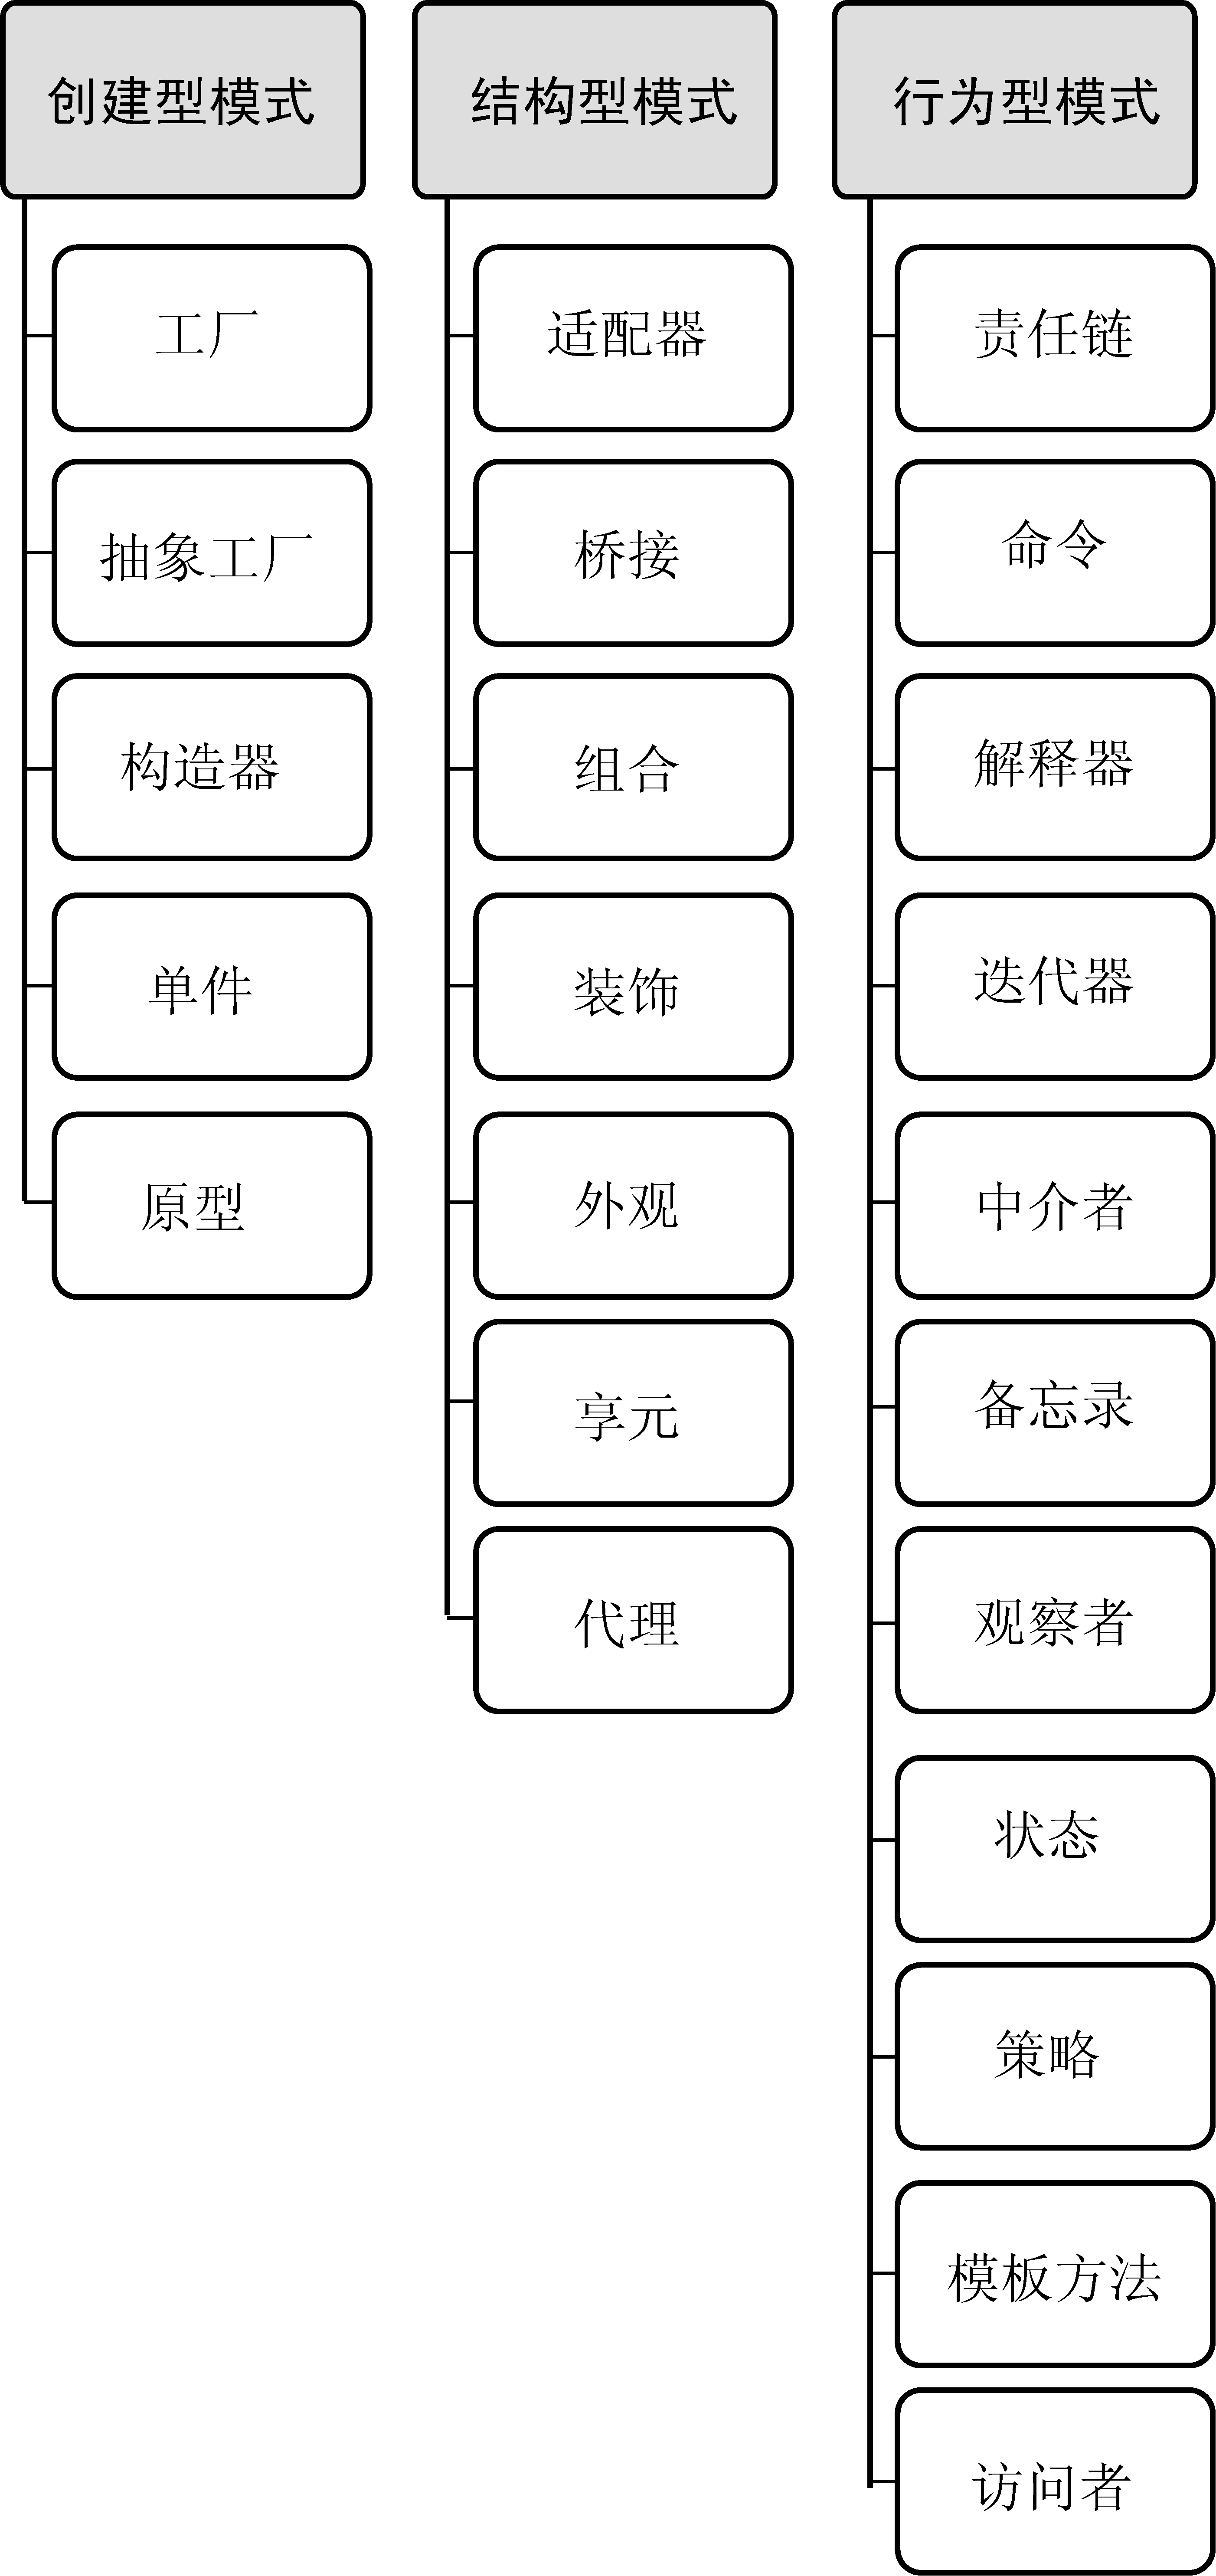 创建型模式
工厂
抽象工厂
构造器
单件
原型
结构型模式
适配器
桥接
组合
装饰
外观
享元
代理
行为型模式
责任链
命令
解释器
迭代器
中介者
备忘录
观察者
状态
策略
模板方法
访问者